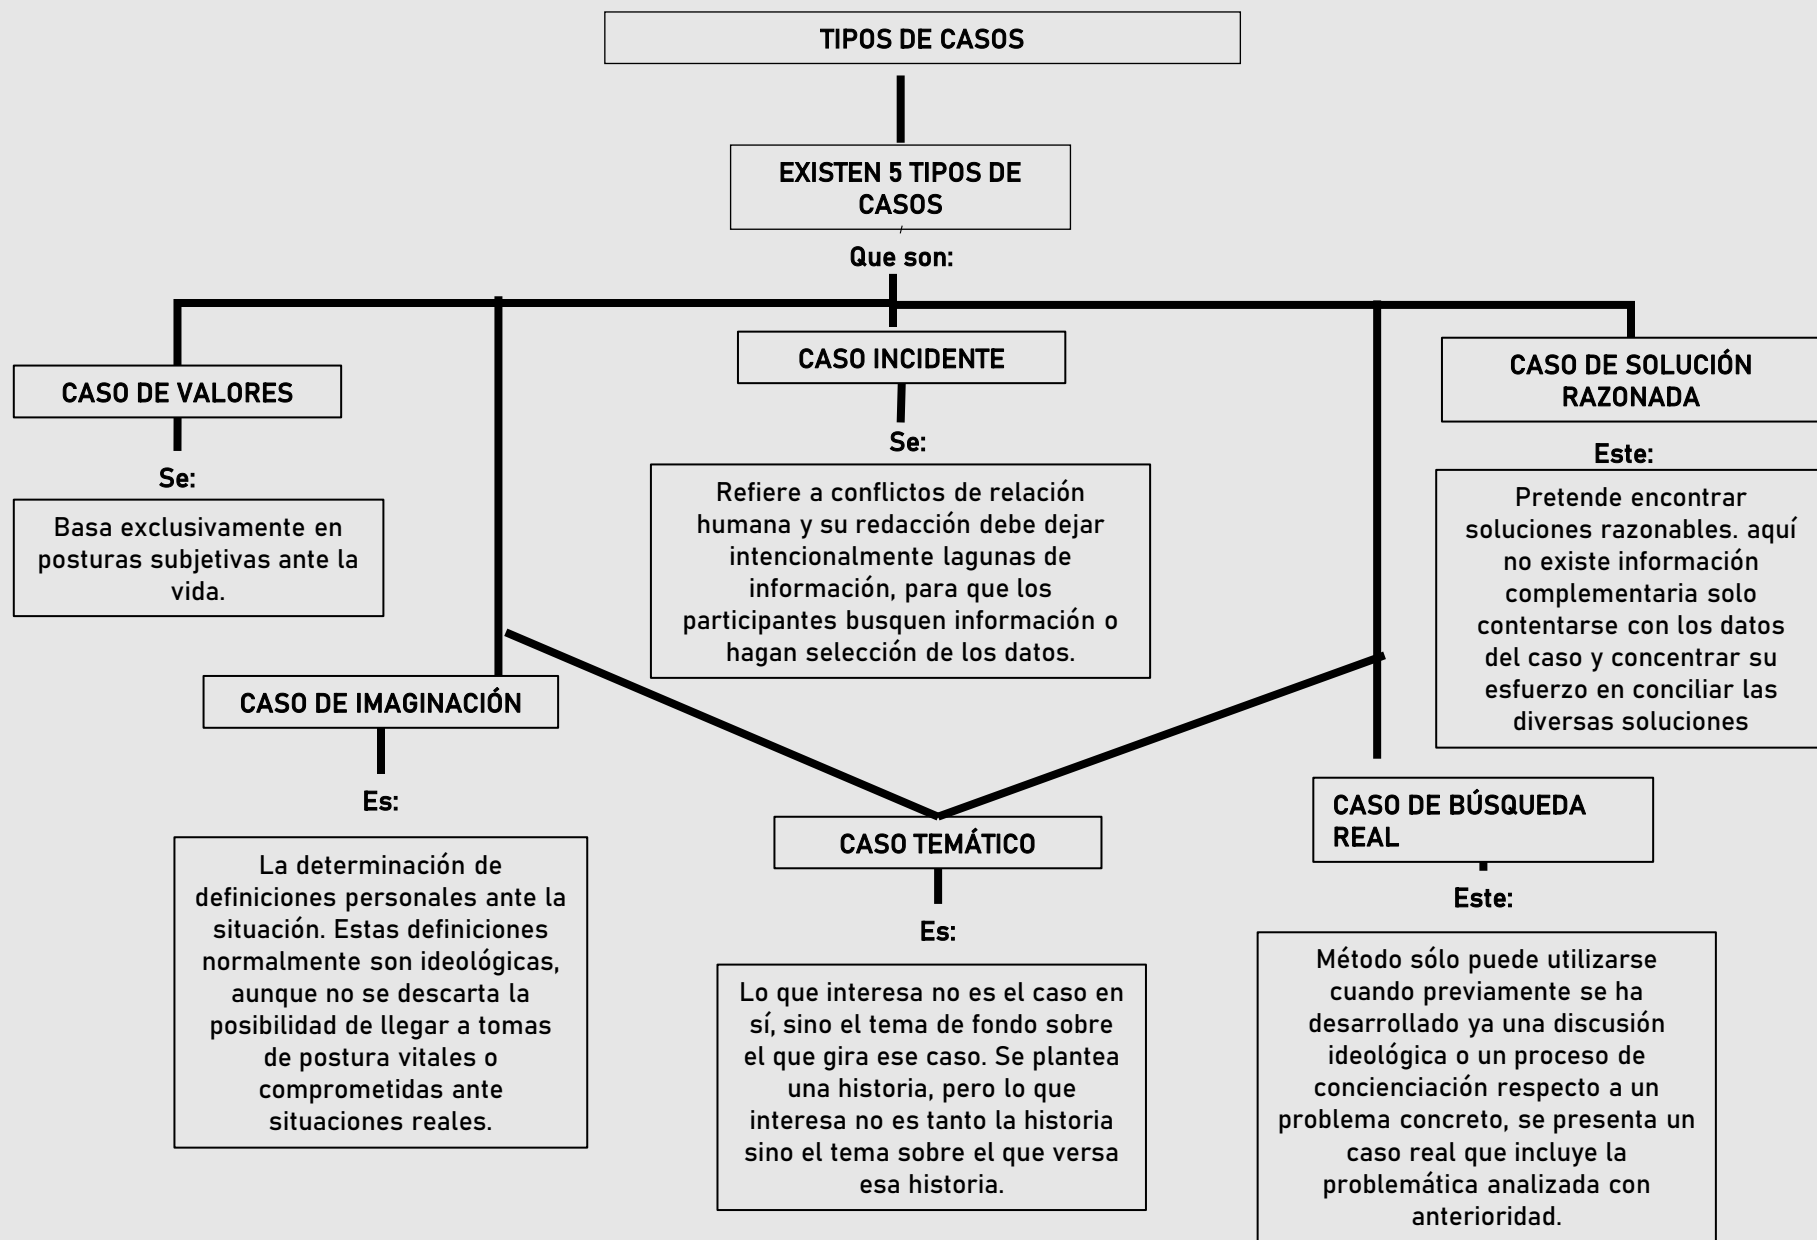 TIPOS DE CASOS
EXISTEN 5 TIPOS DE
CASOS
Que son:
CASO DE VALORES
Se:
Basa exclusivamente en
posturas subjetivas ante la
vida.
CASO INCIDENTE
Se:
Refiere a conflictos de relación
humana y su redacción debe dejar
intencionalmente lagunas de
información, para que los
participantes busquen información o
hagan selección de los datos.
CASO DE SOLUCIÓN
RAZONADA
Este:
Pretende encontrar
soluciones razonables. aquí
no existe información
complementaria solo
contentarse con los datos
del caso y concentrar su
esfuerzo en conciliar las
diversas soluciones
CASO DE IMAGINACIÓN
Es:
La determinación de
definiciones personales ante la
situación. Estas definiciones
normalmente son ideológicas,
aunque no se descarta la
posibilidad de llegar a tomas
de postura vitales o
comprometidas ante
situaciones reales.
CASO TEMÁTICO
Es:
Lo que interesa no es el caso en
sí, sino el tema de fondo sobre
el que gira ese caso. Se plantea
una historia, pero lo que
interesa no es tanto la historia
sino el tema sobre el que versa
esa historia.
CASO DE BÚSQUEDA
REAL
Este:
Método sólo puede utilizarse
cuando previamente se ha
desarrollado ya una discusión
ideológica o un proceso de
concienciación respecto a un
problema concreto, se presenta un
caso real que incluye la
problemática analizada con
anterioridad.